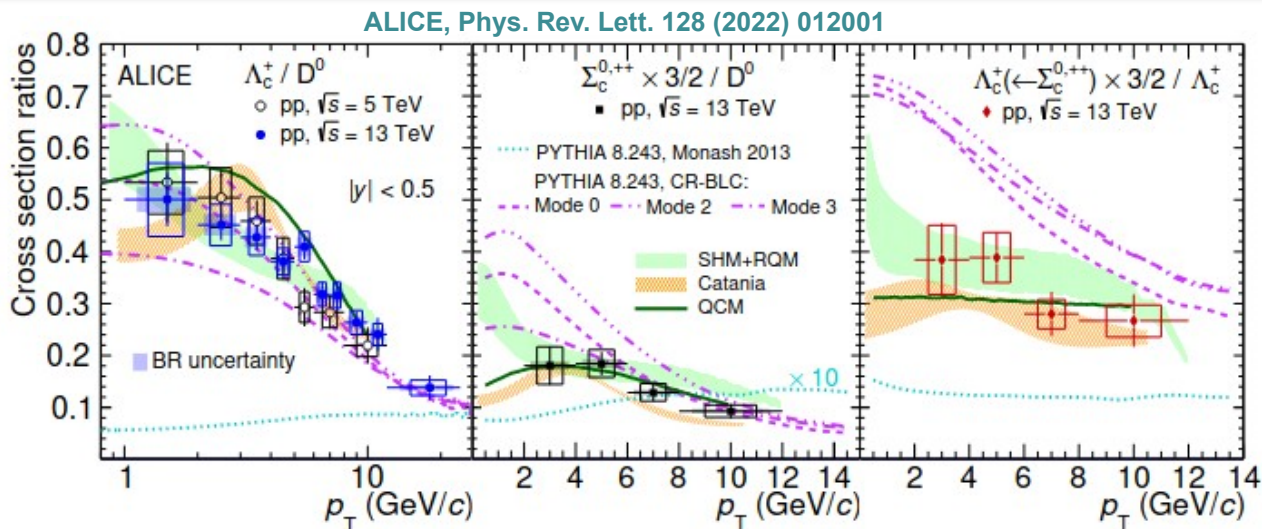 ALICE, Phys. Rev. Lett. 128 (2022) 012001
Cross section ratios
0.8
0.7
0.6
0.5
0.4
0.3
0.2
0.1
ALICE
Λc+ / D0
pp, √s = 5 TeV
pp, √s = 13 TeV
|y| < 0.5
BR uncertainty
1
10
pT (GeV/c)
Σc0,++ × 3/2 / D0
pp, √s = 13 TeV
PYTHIA 8.243, Monash 2013
PYTHIA 8.243, CR-BLC:
Mode 0 Mode 2 Mode 3
SHM+RQM
Catania
QCM
× 10
2 4 6 8 10 12 14
pT (GeV/c)
Λc+(←Σc0,++) × 3/2 / Λc+
pp, √s = 13 TeV
2 4 6 8 10 12 14
pT (GeV/c)